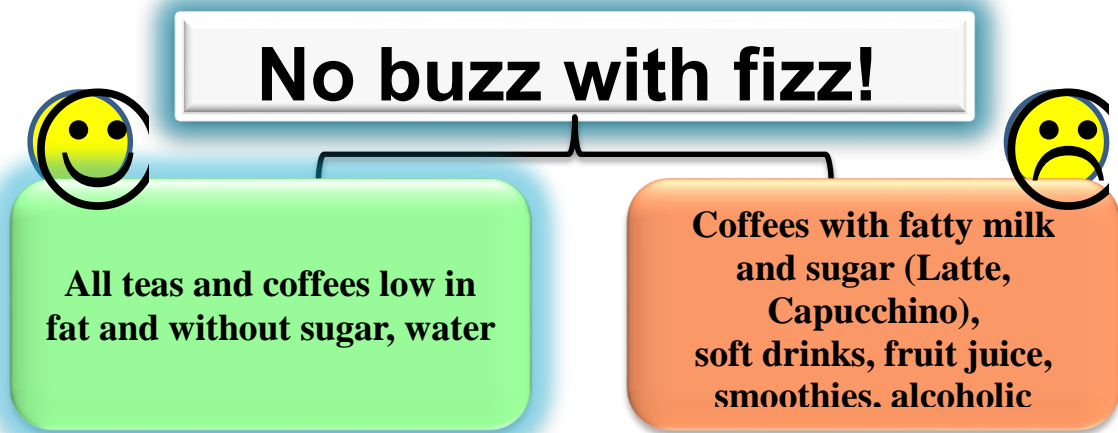 No buzz with fizz!
All teas and coffees low in
fat and without sugar, water
Coffees with fatty milk
and sugar (Latte,
Capucchino),
soft drinks, fruit juice,
smoothies, alcoholic